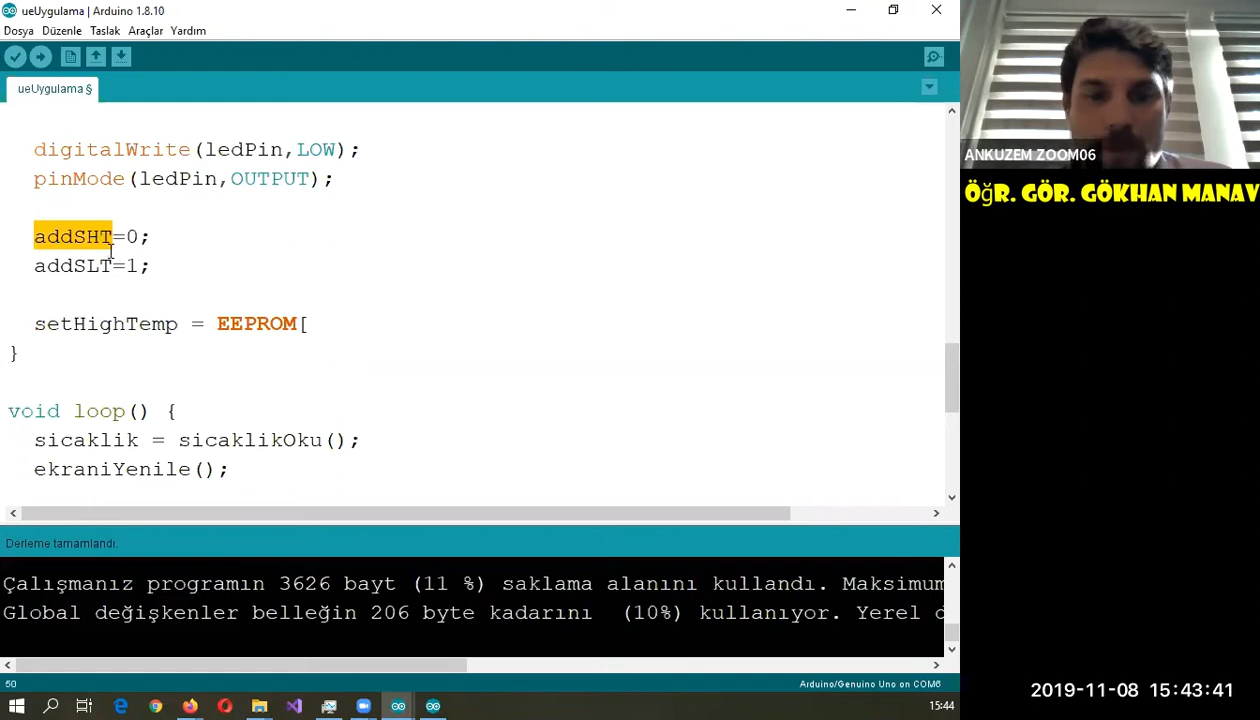 ueUygulama | Arduino 1.8.10
Dosya Düzenle Taslak Araçlar Yardım
ueUygulama §
digitalWrite(ledPin,LOW);
pinMode(ledPin,OUTPUT);
addSHT=0;
addSLT=1;
setHighTemp = EEPROM[
}
void loop() {
sicaklik = sicaklikOku();
ekraniYenile();
Derleme tamamlandı.
Çalışmanız programın 3626 bayt (11 %) saklama alanını kullandı. Maksimum
Global değişkenler belleğin 206 byte kadarını (10%) kullanıyor. Yerel d
50
Arduino/Genuino Uno on COM6
15:44
ANKUZEM ZOOM06
ÖĞR. GÖR. GÖKHAN MANAV
2019-11-08 15:43:41